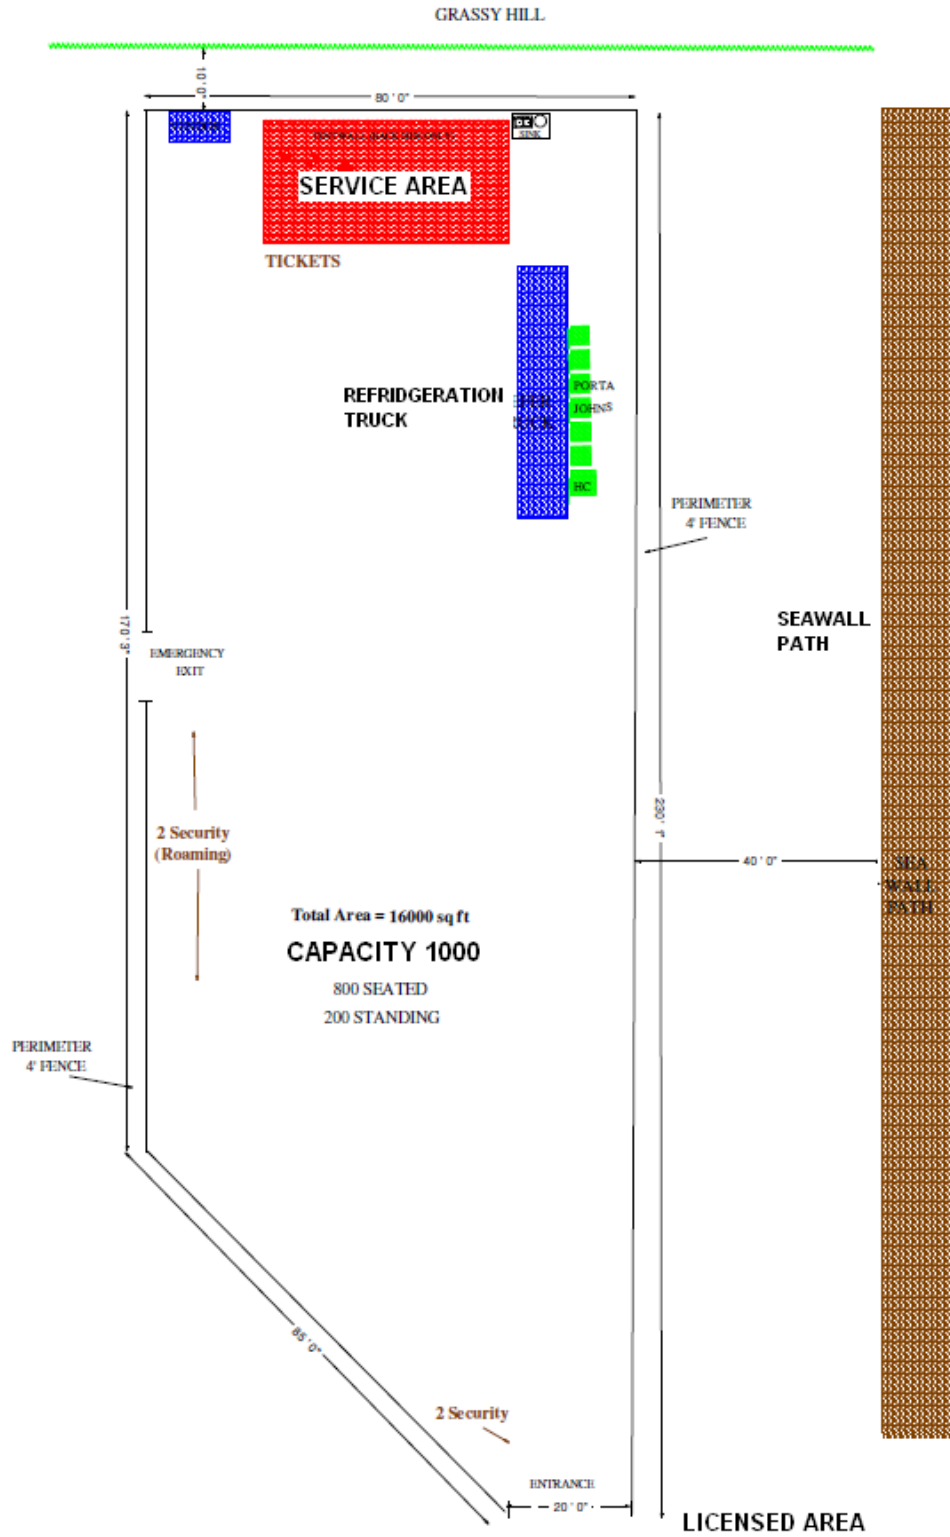 GRASSY HILL
10' 0"
80' 0"
SINK
SERVICE AREA
TICKETS
REFRIDGERATION
TRUCK
PORTA
JOHNS
HC
PERIMETER
4' FENCE
SEAWALL
PATH
170' 3"
EMERGENCY
EXIT
2 Security
(Roaming)
230' 1"
40' 0"
SEA
WALL
PATH
Total Area = 16000 sq ft
CAPACITY 1000
800 SEATED
200 STANDING
PERIMETER
4' FENCE
85' 0"
2 Security
ENTRANCE
20' 0"
LICENSED AREA